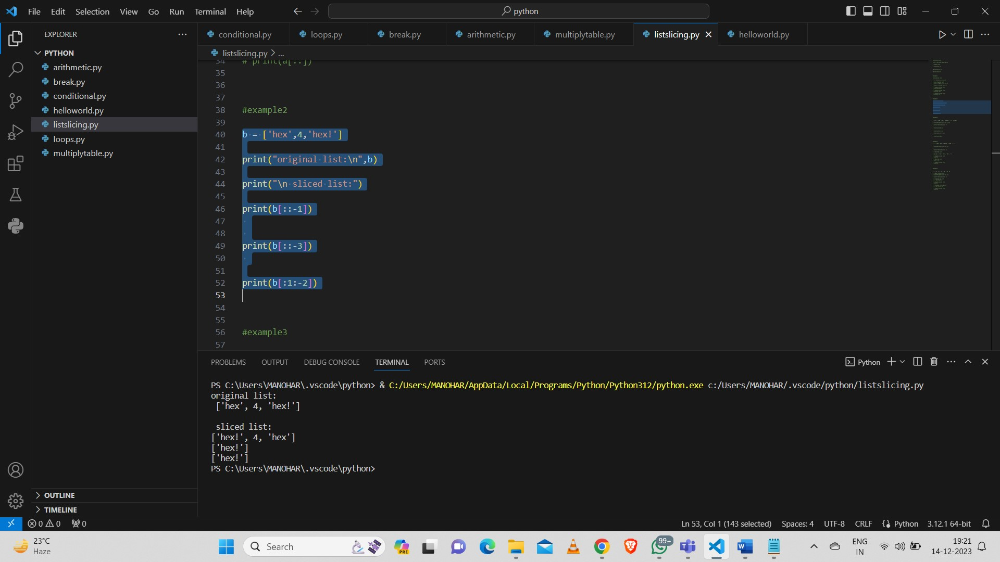 File Edit Selection View Go Run Terminal Help
python
EXPLORER
conditional.py loops.py break.py arithmetic.py multiplytable.py listslicing.py helloworld.py
PYTHON
arithmetic.py
break.py
conditional.py
helloworld.py
listslicing.py
loops.py
multiplytable.py
listslicing.py > ...
34 # print(a[::])
35
36
37
38 #example2
39
40 b = ['hex',4,'hex!']
41
42 print("original list:\n",b)
43
44 print("\n sliced list:")
45
46 print(b[::-1])
47
48
49 print(b[::-3])
50
51
52 print(b[:1:-2])
53
54
55
56 #example3
57
PROBLEMS OUTPUT DEBUG CONSOLE TERMINAL PORTS
Python
PS C:\Users\MANOHAR\.vscode\python> & C:/Users/MANOHAR/AppData/Local/Programs/Python/Python312/python.exe c:/Users/MANOHAR/.vscode/python/listslicing.py
original list:
['hex', 4, 'hex!']
sliced list:
['hex!', 4, 'hex']
['hex!']
['hex!']
PS C:\Users\MANOHAR\.vscode\python>
OUTLINE
TIMELINE
0 0 0
Ln 53, Col 1 (143 selected) Spaces: 4 UTF-8 CRLF Python 3.12.1 64-bit
23°C
Haze
Search
PRE
99+
ENG
IN
19:21
14-12-2023